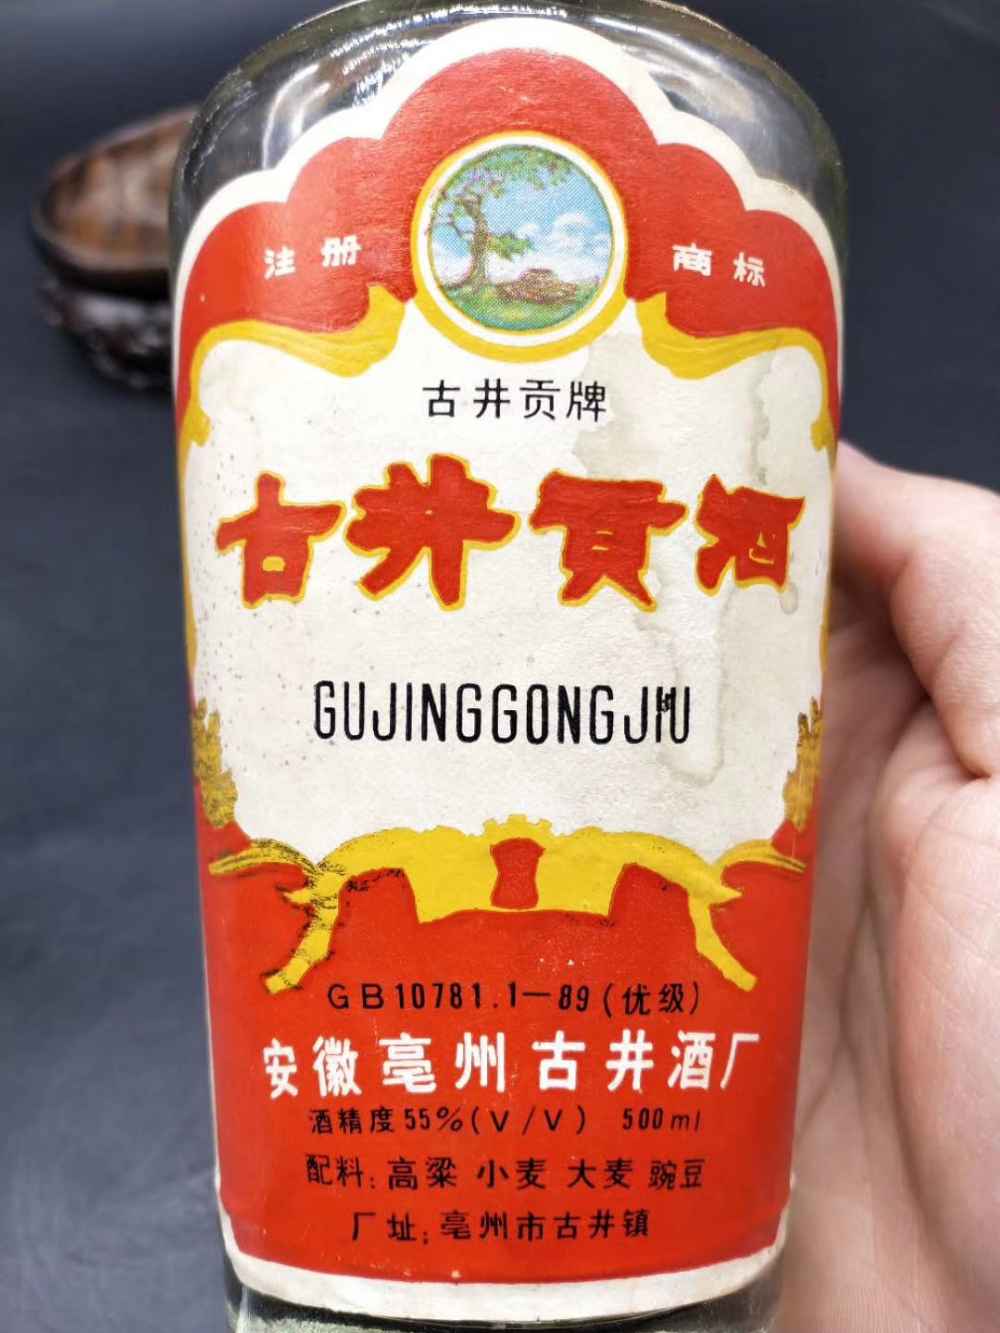 注册 商标
古井贡牌
古井贡酒
GUJINGGONGJIU
GB10781.1—89(优级)
安徽亳州古井酒厂
酒精度55%(V/V) 500ml
配料:高粱 小麦 大麦 豌豆
厂址:亳州市古井镇